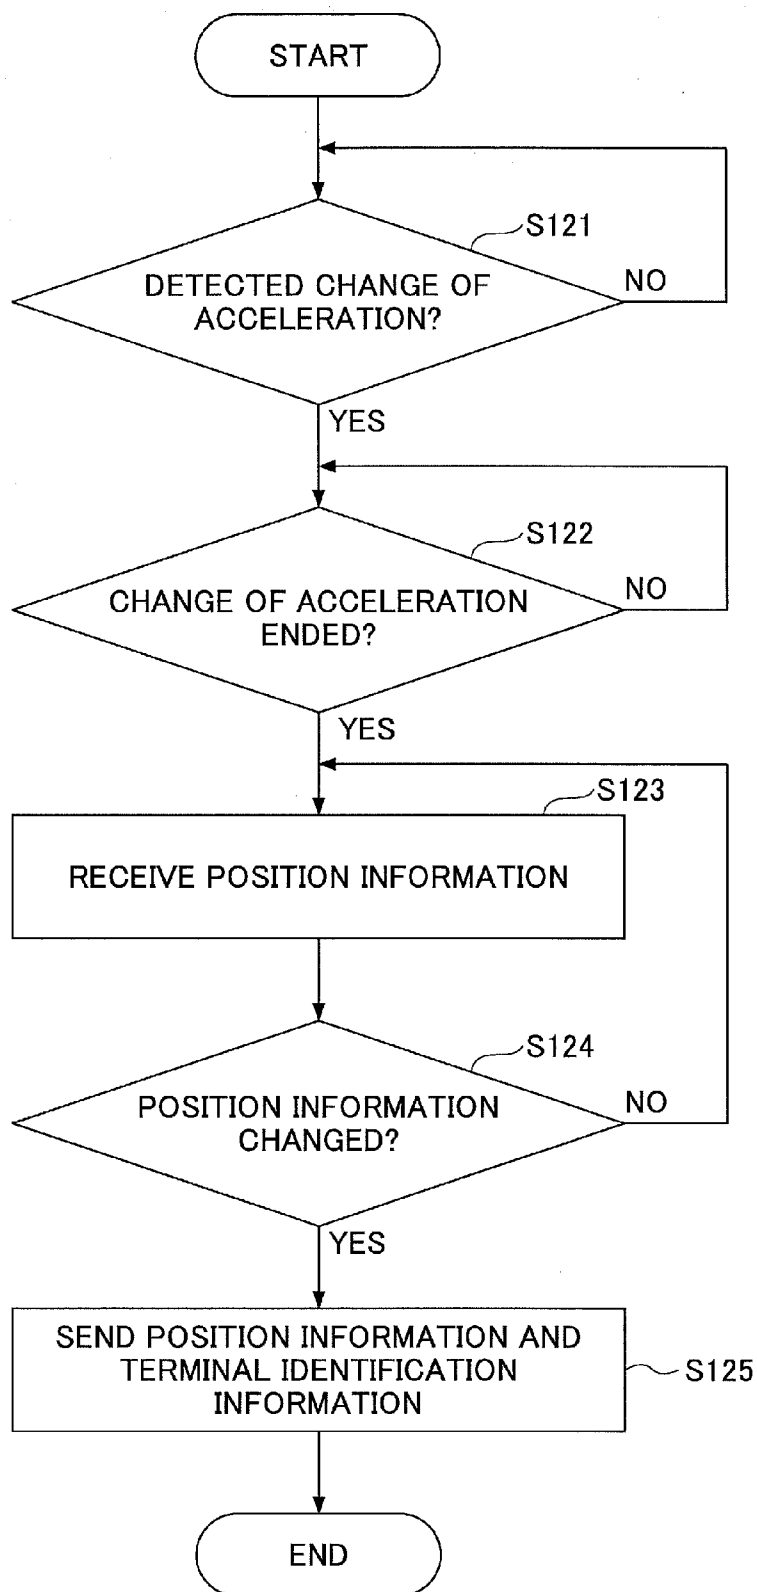 START
S121
DETECTED CHANGE OF
ACCELERATION?
NO
YES
S122
CHANGE OF ACCELERATION
ENDED?
NO
YES
S123
RECEIVE POSITION INFORMATION
S124
POSITION INFORMATION
CHANGED?
NO
YES
SEND POSITION INFORMATION AND
TERMINAL IDENTIFICATION
INFORMATION
S125
END